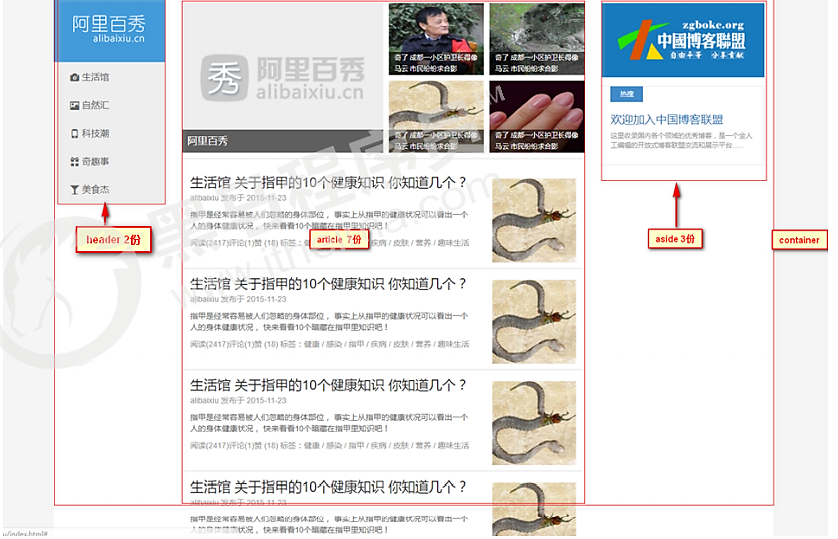 阿里百秀
alibaixiu.cn
生活馆
自然汇
科技潮
奇趣事
美食杰
header 2份
秀
阿里百秀
alibaixiu.cn
阿里百秀
奇了 成都一小区护卫长得像
马云 市民纷纷求合影
奇了 成都一小区护卫长得像
马云 市民纷纷求合影
奇了 成都一小区护卫长得像
马云 市民纷纷求合影
奇了 成都一小区护卫长得像
马云 市民纷纷求合影
生活馆 关于指甲的10个健康知识 你知道几个？
alibaixiu 发布于 2015-11-23
指甲是经常容易被人们忽略的身体部位， 事实上从指甲的健康状况可以看出一个
人的身体健康状况， 快来看看10个暗藏在指甲里知识吧！
阅读(2417)评论(1)赞 (18) 标签：健康 / 感染 / 指甲 / 疾病 / 皮肤 / 营养 / 趣味生活
article 7份
生活馆 关于指甲的10个健康知识 你知道几个？
alibaixiu 发布于 2015-11-23
指甲是经常容易被人们忽略的身体部位， 事实上从指甲的健康状况可以看出一个
人的身体健康状况， 快来看看10个暗藏在指甲里知识吧！
阅读(2417)评论(1)赞 (18) 标签：健康 / 感染 / 指甲 / 疾病 / 皮肤 / 营养 / 趣味生活
生活馆 关于指甲的10个健康知识 你知道几个？
alibaixiu 发布于 2015-11-23
指甲是经常容易被人们忽略的身体部位， 事实上从指甲的健康状况可以看出一个
人的身体健康状况， 快来看看10个暗藏在指甲里知识吧！
阅读(2417)评论(1)赞 (18) 标签：健康 / 感染 / 指甲 / 疾病 / 皮肤 / 营养 / 趣味生活
生活馆 关于指甲的10个健康知识 你知道几个？
alibaixiu 发布于 2015-11-23
指甲是经常容易被人们忽略的身体部位， 事实上从指甲的健康状况可以看出一个
人的身体健康状况， 快来看看10个暗藏在指甲里知识吧！
zgboke.org
中國博客聯盟
自由平等 分享贡献
热搜
欢迎加入中国博客联盟
这里收录国内各个领域的优秀博客，是一个全人
工编辑的开放式博客联盟交流和展示平台......
aside 3份
container
u/index.html#